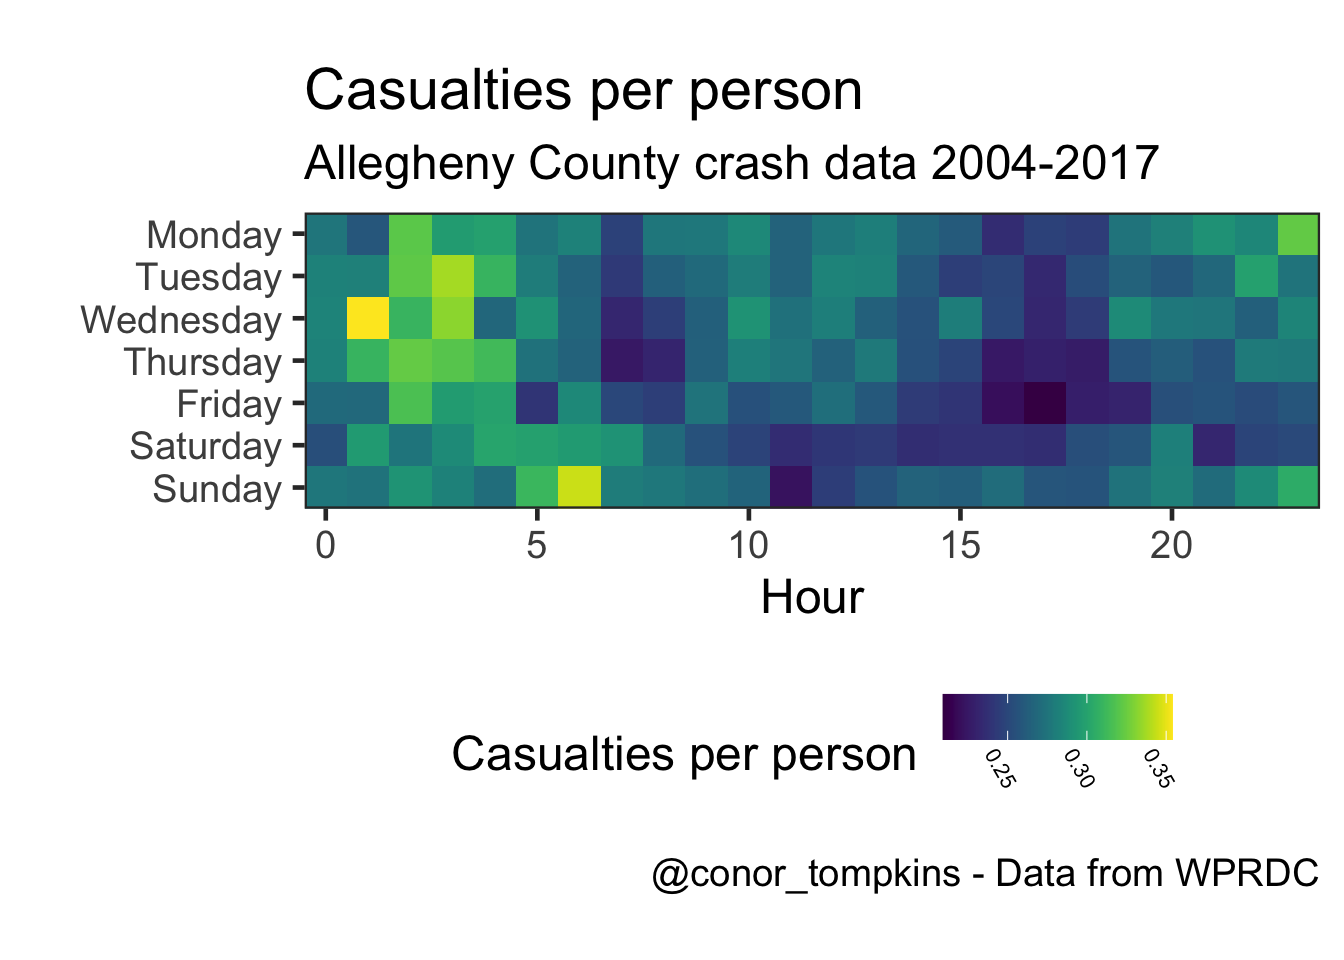 Casualties per person
Allegheny County crash data 2004-2017
Monday
Tuesday
Wednesday
Thursday
Friday
Saturday
Sunday
0 5 10 15 20
Hour
Casualties per person
0.25 0.30 0.35
@conor_tompkins - Data from WPRDC